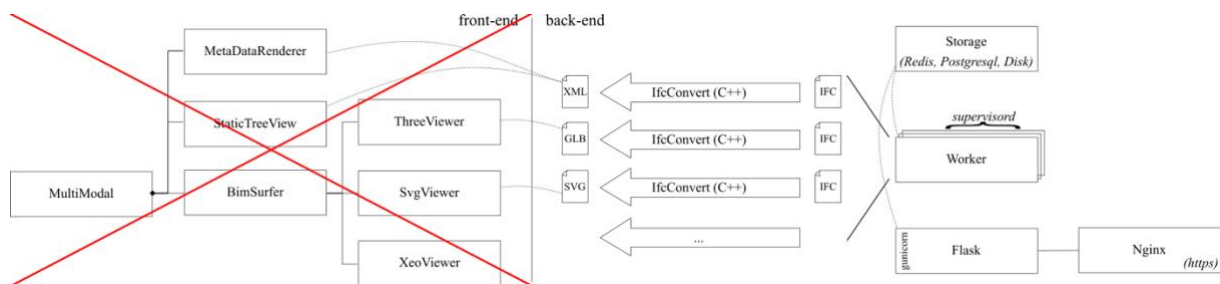 front-end
back-end
MetaDataRenderer
Storage
(Redis, Postgresql, Disk)
XML
IfcConvert (C++)
IFC
StaticTreeView
ThreeViewer
GLB
IfcConvert (C++)
IFC
supervisord
Worker
MultiModal
BimSurfer
SvgViewer
SVG
IfcConvert (C++)
IFC
...
XeoViewer
gunicorn
Flask
Nginx
(https)